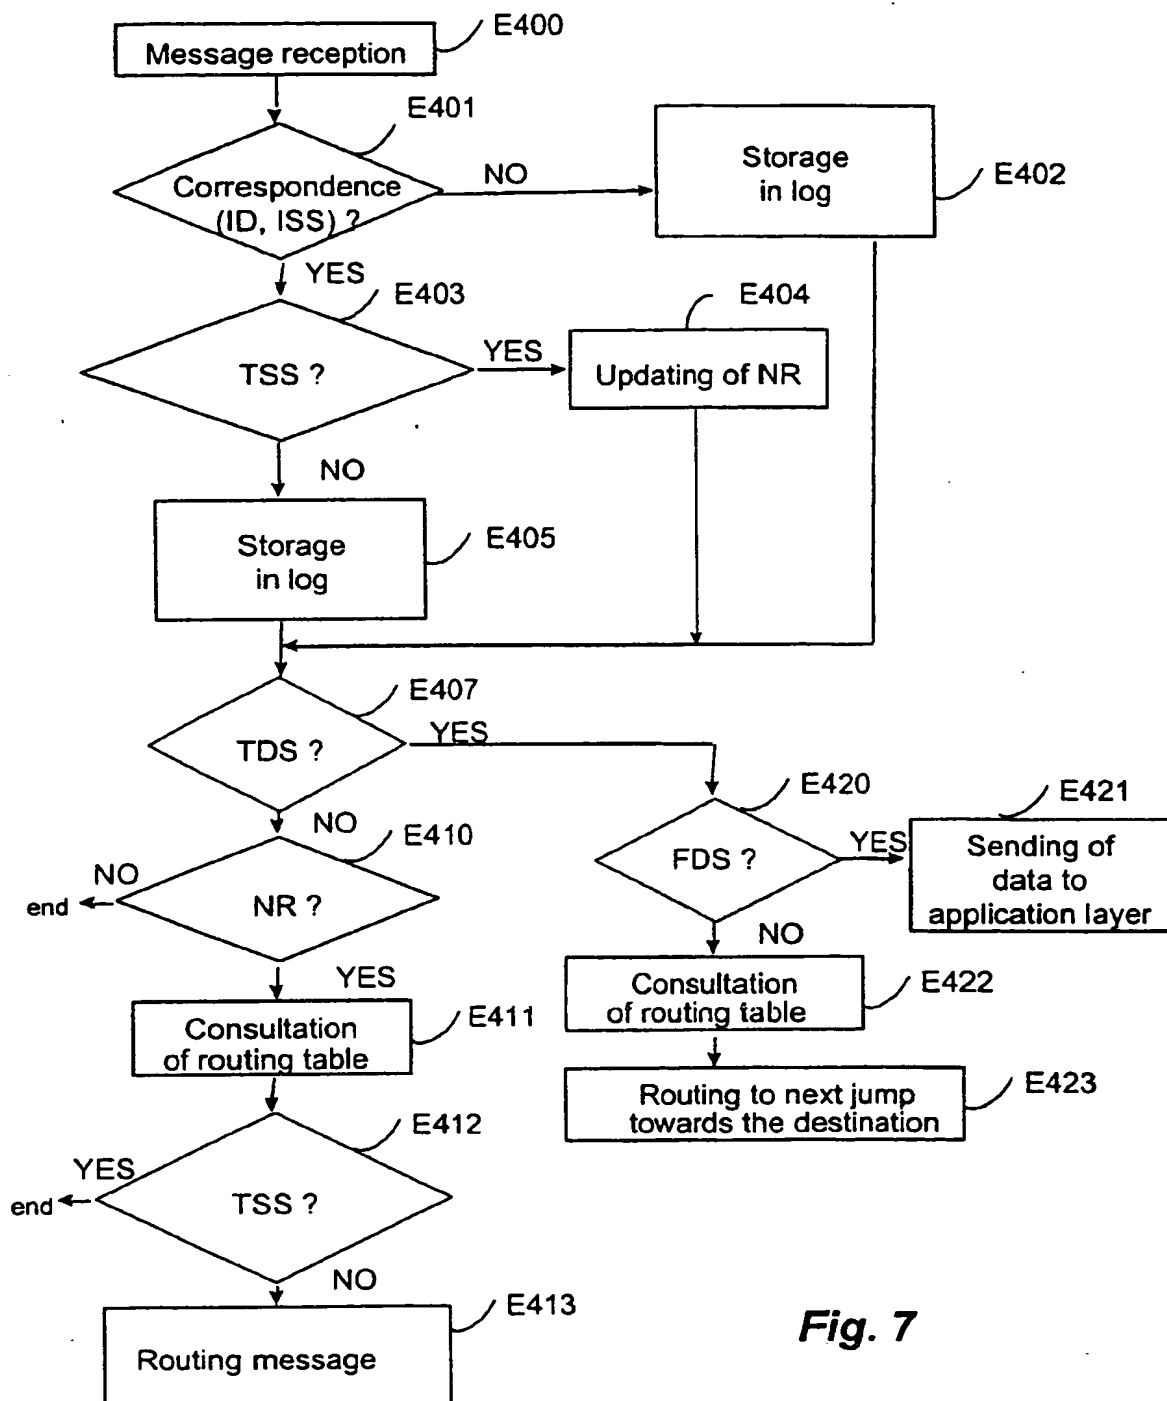 E400
Message reception
E401
Correspondence
(ID, ISS) ?
NO
Storage
in log
E402
YES
E403
TSS ?
YES
E404
Updating of NR
NO
Storage
in log
E405
E407
TDS ?
YES
NO
E410
NR ?
NO
end
YES
Consultation
of routing table
E411
E412
TSS ?
YES
end
NO
E413
Routing message
E420
FDS ?
YES
E421
Sending of
data to
application layer
NO
Consultation
of routing table
E422
Routing to next jump
towards the destination
E423
Fig. 7